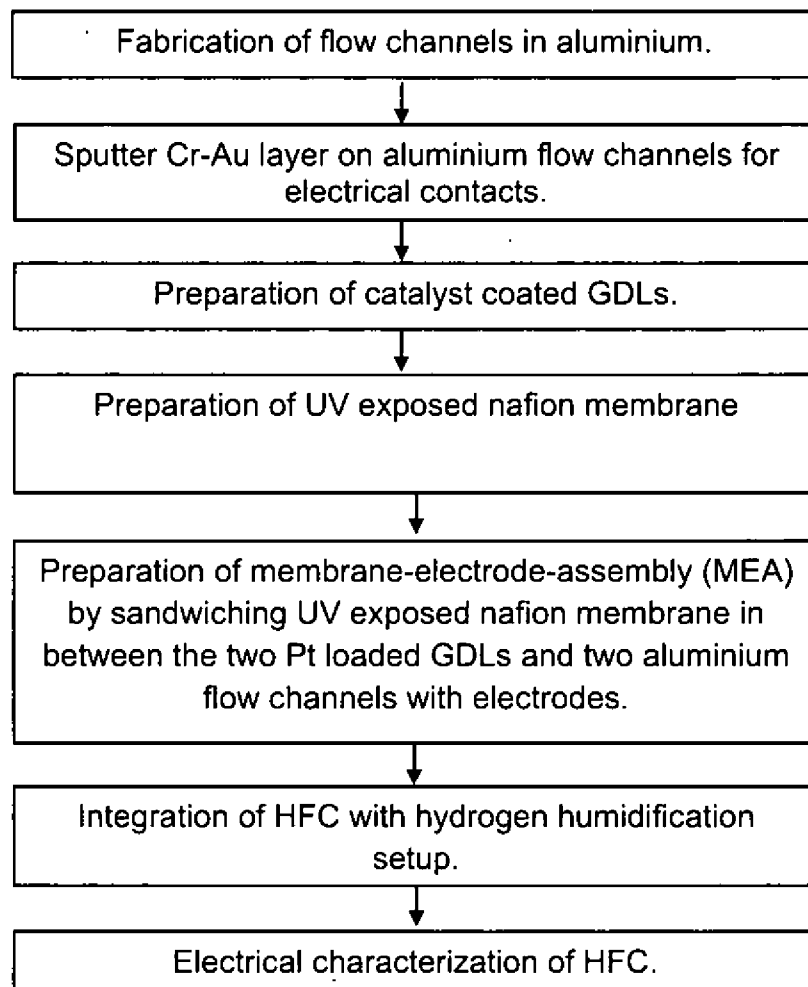 Fabrication of flow channels in aluminium.
Sputter Cr-Au layer on aluminium flow channels for
electrical contacts.
Preparation of catalyst coated GDLs.
Preparation of UV exposed nafion membrane
Preparation of membrane-electrode-assembly (MEA)
by sandwiching UV exposed nafion membrane in
between the two Pt loaded GDLs and two aluminium
flow channels with electrodes.
Integration of HFC with hydrogen humidification
setup.
Electrical characterization of HFC.